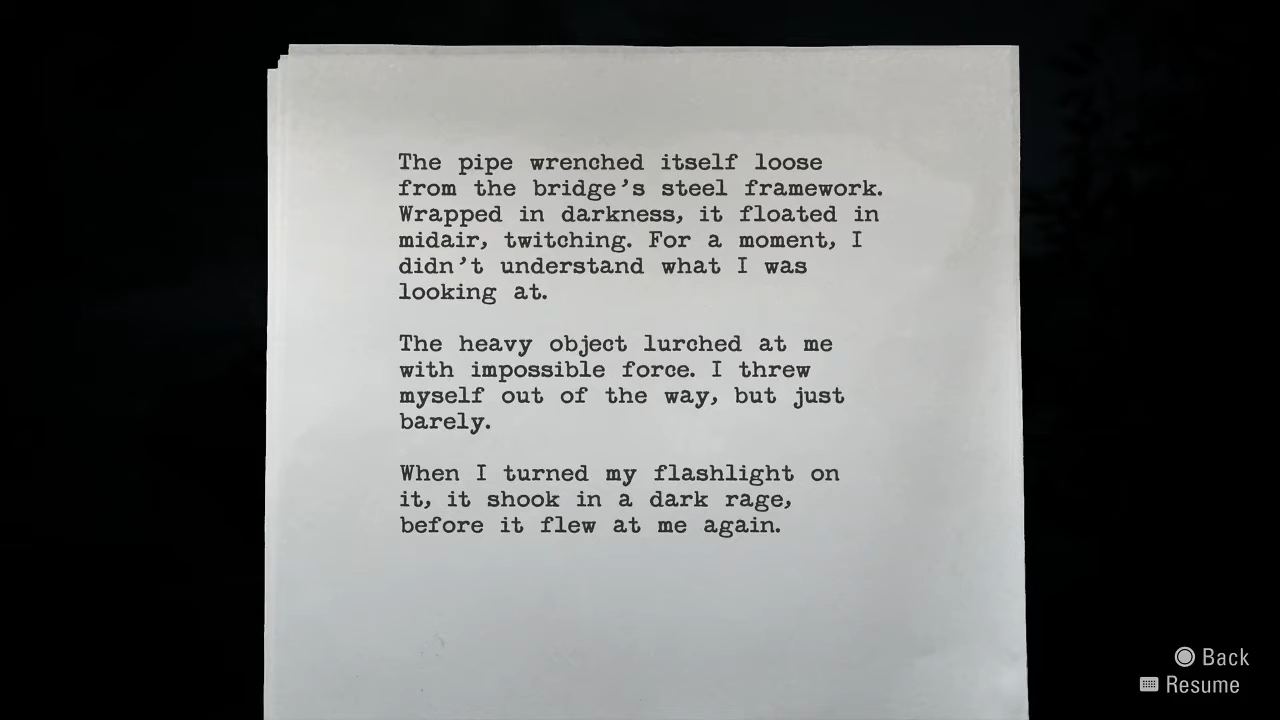 The pipe wrenched itself loose
from the bridge’s steel framework.
Wrapped in darkness, it floated in
midair, twitching. For a moment, I
didn’t understand what I was
looking at.
The heavy object lurched at me
with impossible force. I threw
myself out of the way, but just
barely.
When I turned my flashlight on
it, it shook in a dark rage,
before it flew at me again.
Back
Resume